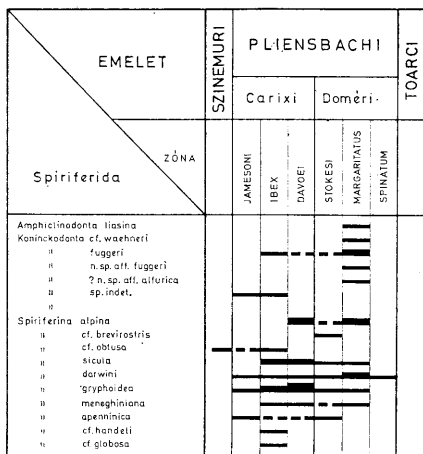 EMELET
ZÓNA
Spiriferida
SZINEMURI
PLIENSBACHI
TOARCI
Carixi
Doméri
JAMESONI
IBEX
DAVOEI
STOKESI
MARGARITATUS
SPINATUM
Amphiclinodonta liasina
Koninckodonta cf. waehneri
" fuggeri
" n.sp. aff. fuggeri
" ? n. sp. aff. alfurica
" sp. indet.
"
Spiriferina alpina
" cf. brevirostris
" cf. obtusa
" sicula
" darwini
" gryphoidea
" meneghiniana
" apenninica
" cf. handeli
" cf globosa